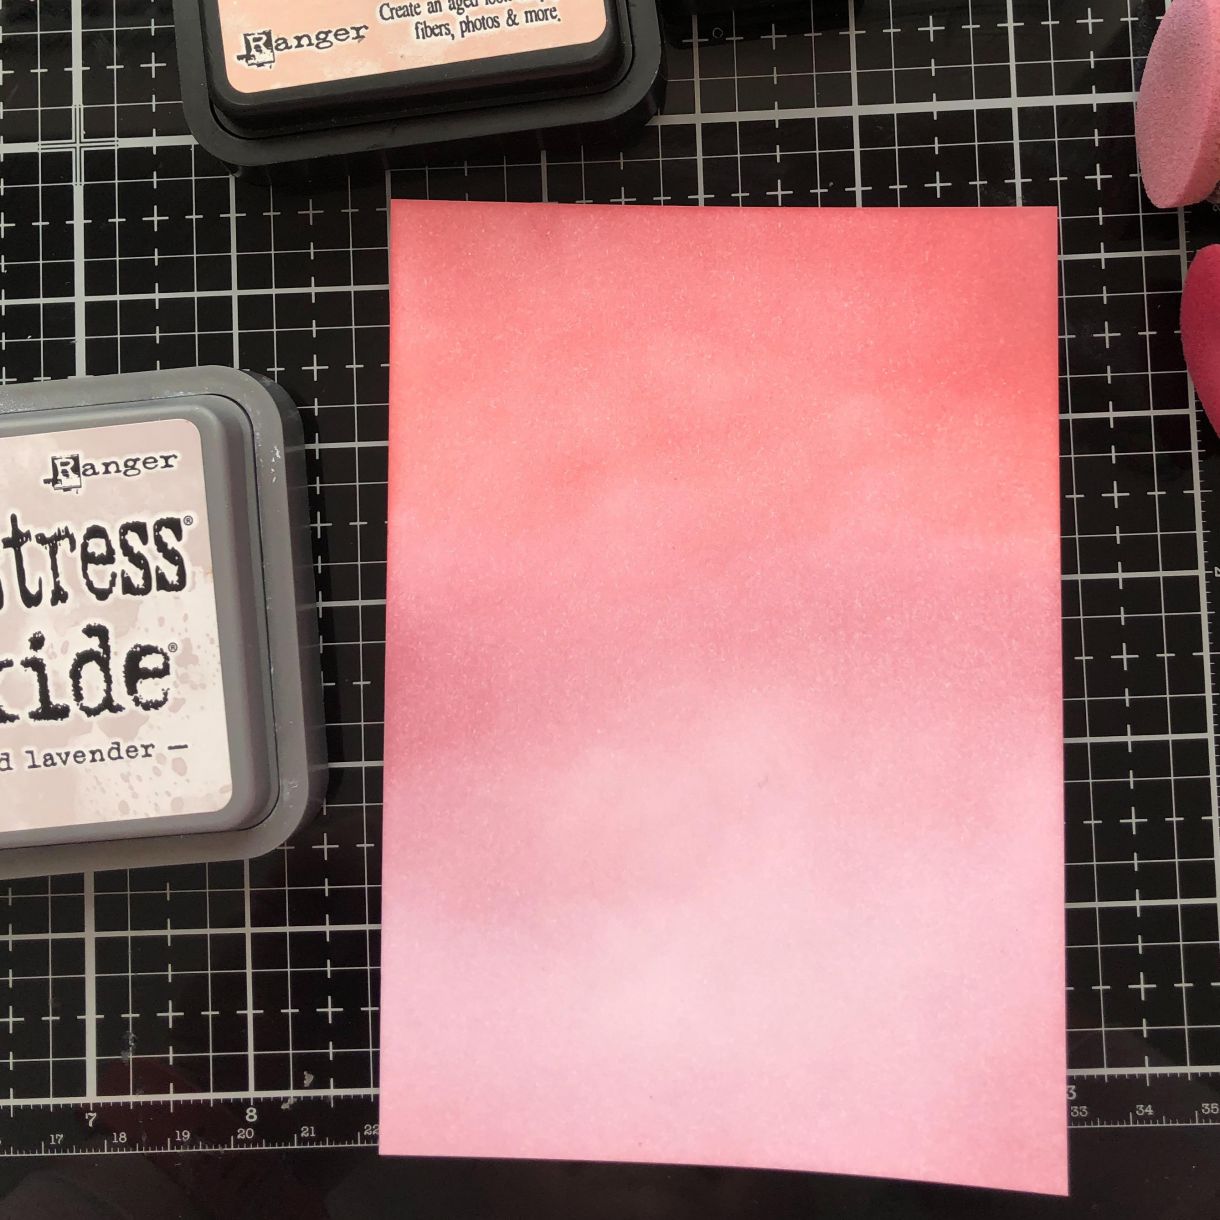 Create an aged look
Ranger
fibers, photos & more.
Ranger
stress®
xide®
d lavender —
7
8
3
17
18
19
20
21
22
33
34
35